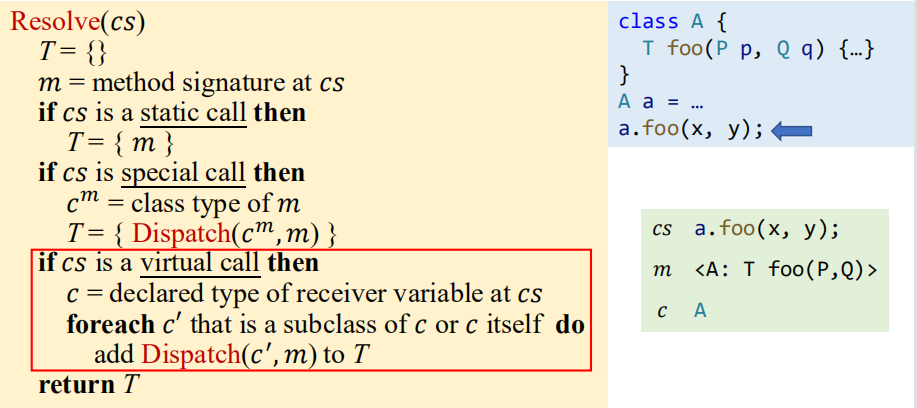 Resolve(cs)
T = {}
m = method signature at cs
if cs is a static call then
T = { m }
if cs is special call then
cᵐ = class type of m
T = { Dispatch(cᵐ, m) }
if cs is a virtual call then
c = declared type of receiver variable at cs
foreach c′ that is a subclass of c or c itself do
add Dispatch(c′, m) to T
return T
class A {
T foo(P p, Q q) {…}
}
A a = …
a.foo(x, y);
cs a.foo(x, y);
m <A: T foo(P,Q)>
c A